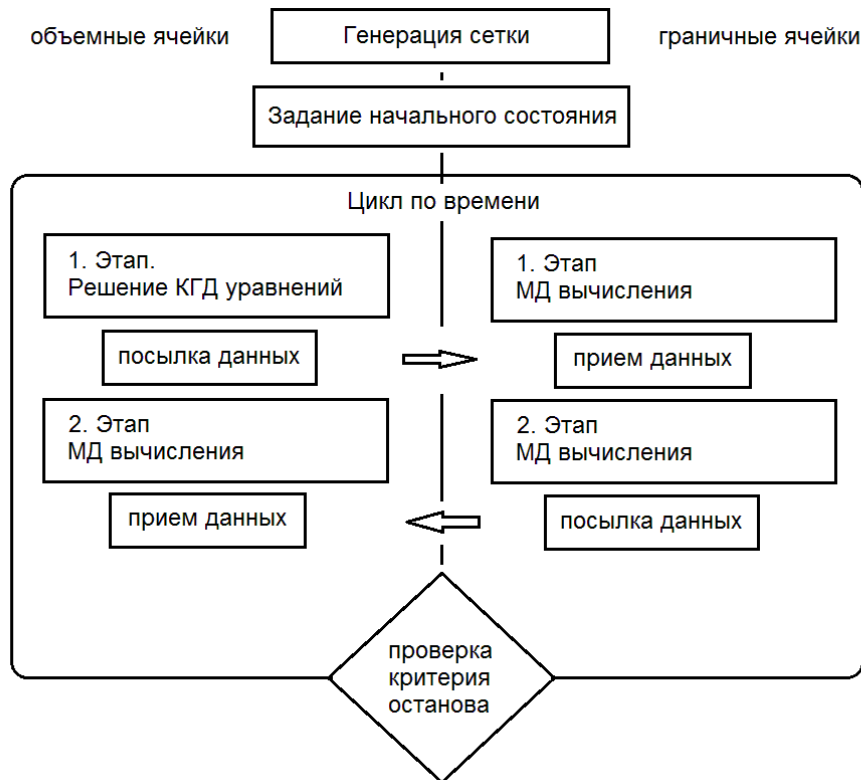 объемные ячейки
Генерация сетки
граничные ячейки
Задание начального состояния
Цикл по времени
1. Этап.
Решение КГД уравнений
1. Этап
МД вычисления
посылка данных
прием данных
2. Этап
МД вычисления
2. Этап
МД вычисления
прием данных
посылка данных
проверка
критерия
останова